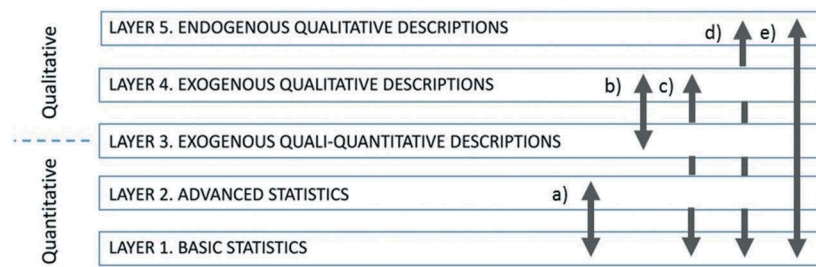 Qualitative
Quantitative
LAYER 5. ENDOGENOUS QUALITATIVE DESCRIPTIONS
d) e)
LAYER 4. EXOGENOUS QUALITATIVE DESCRIPTIONS
b) c)
LAYER 3. EXOGENOUS QUALI-QUANTITATIVE DESCRIPTIONS
LAYER 2. ADVANCED STATISTICS
a)
LAYER 1. BASIC STATISTICS